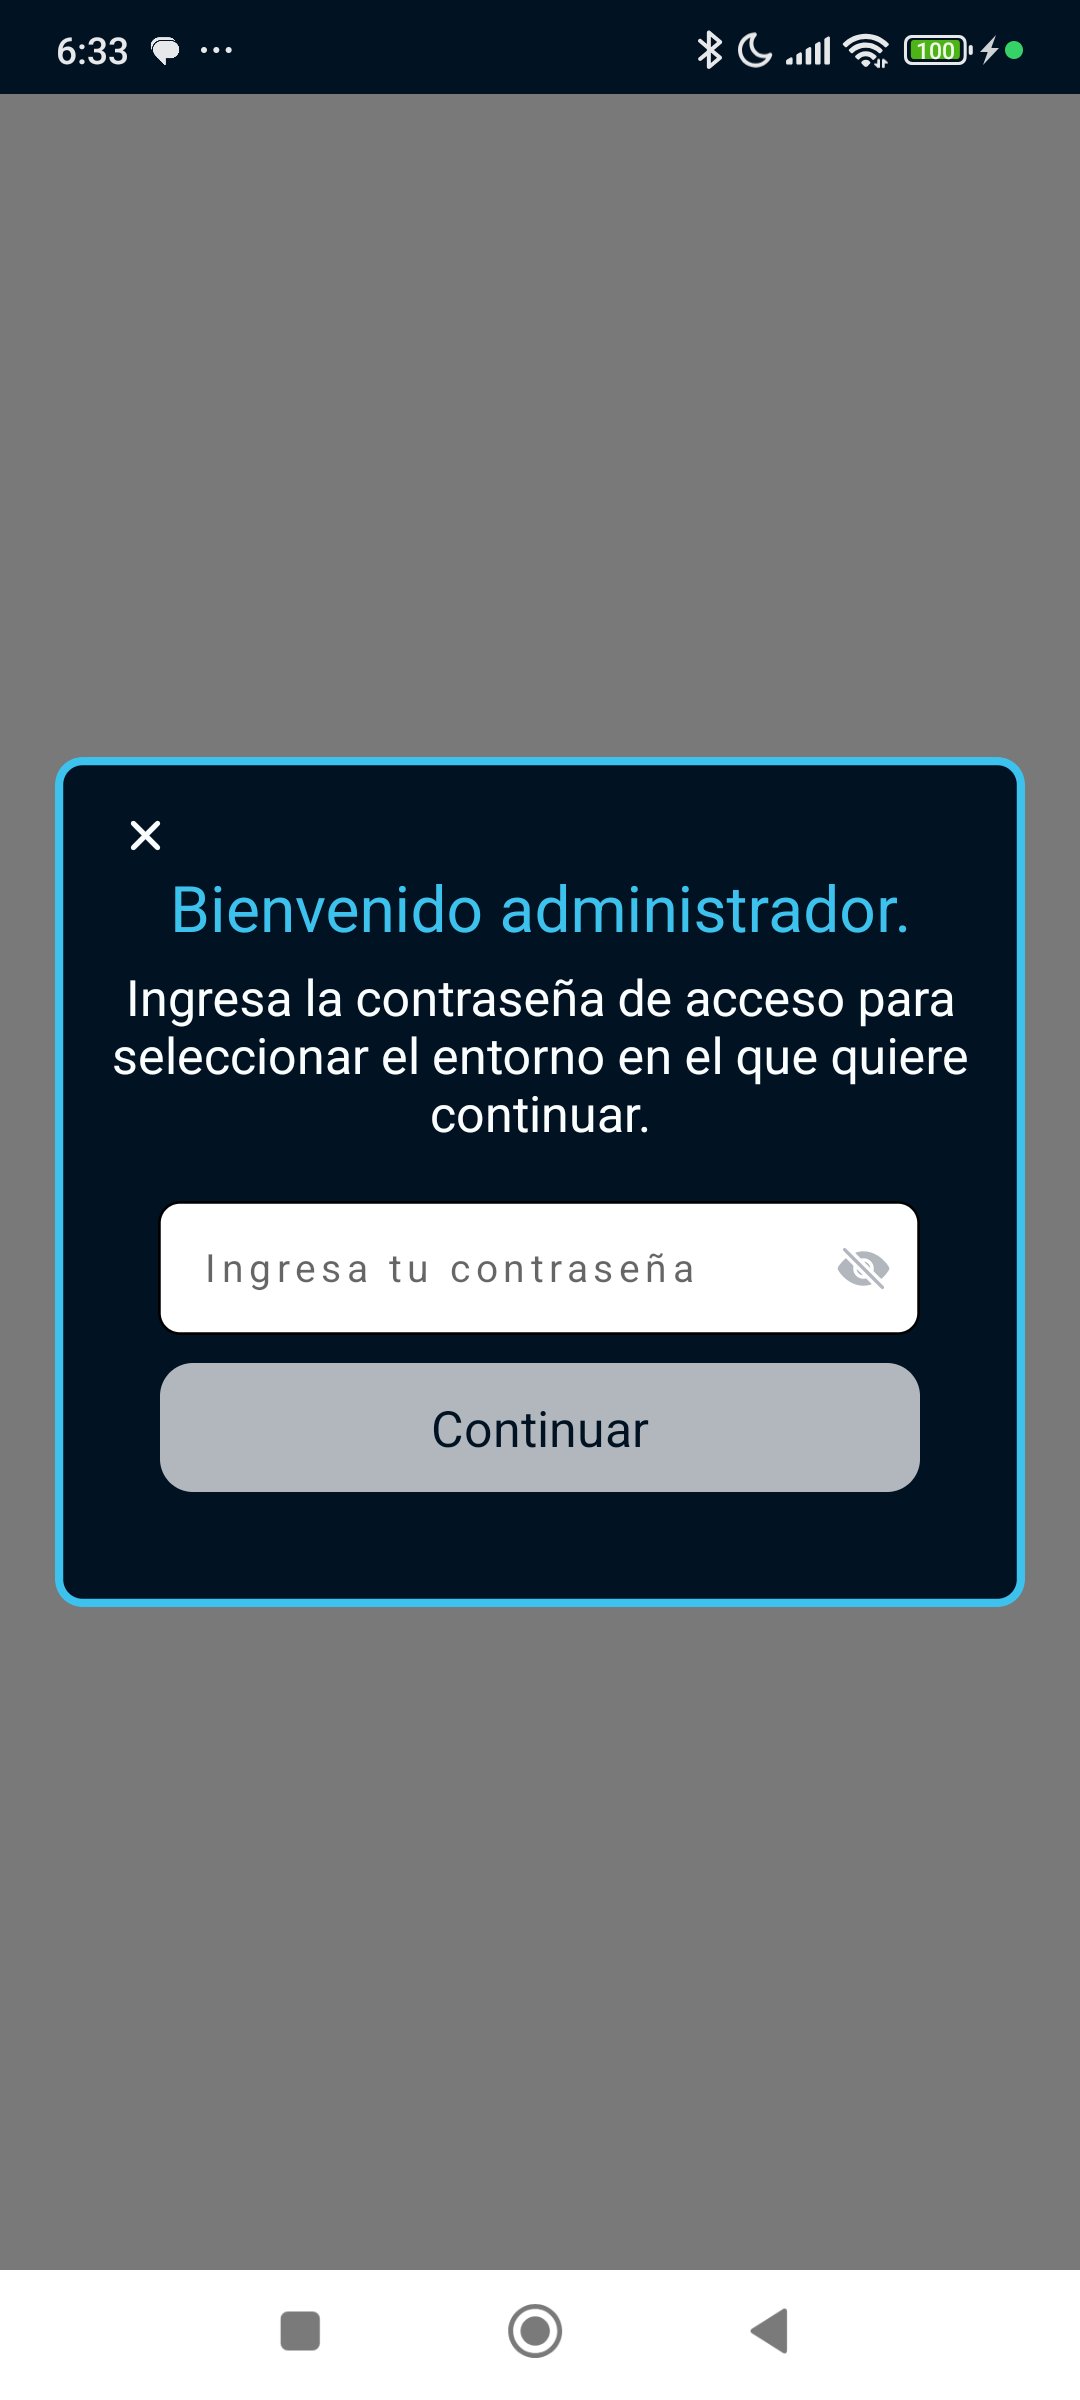 6:33
100
Bienvenido administrador.
Ingresa la contraseña de acceso para
seleccionar el entorno en el que quiere
continuar.
Ingresa tu contraseña
Continuar